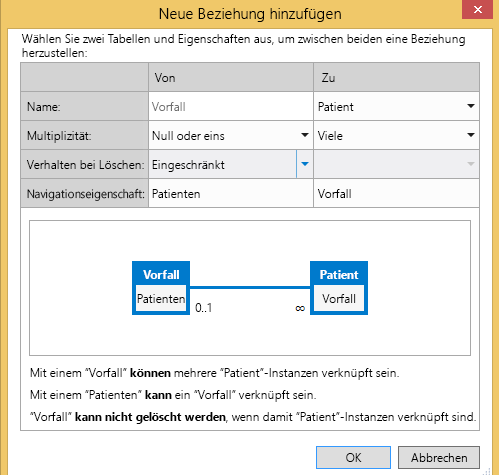 Neue Beziehung hinzufügen
Wählen Sie zwei Tabellen und Eigenschaften aus, um zwischen beiden eine Beziehung
herzustellen:
Von Zu
Name: Vorfall Patient
Multiplizität: Null oder eins Viele
Verhalten bei Löschen: Eingeschränkt
Navigationseigenschaft: Patienten Vorfall
Vorfall Patient
Patienten Vorfall
0..1 ∞
Mit einem "Vorfall" können mehrere "Patient"-Instanzen verknüpft sein.
Mit einem "Patienten" kann ein "Vorfall" verknüpft sein.
"Vorfall" kann nicht gelöscht werden, wenn damit "Patient"-Instanzen verknüpft sind.
OK Abbrechen